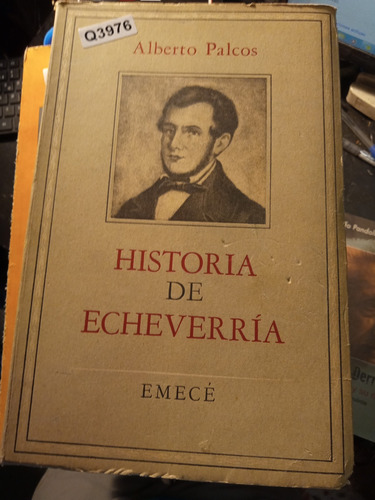 Q3976
Alberto Palcos
HISTORIA
DE
ECHEVERRÍA
EMECÉ